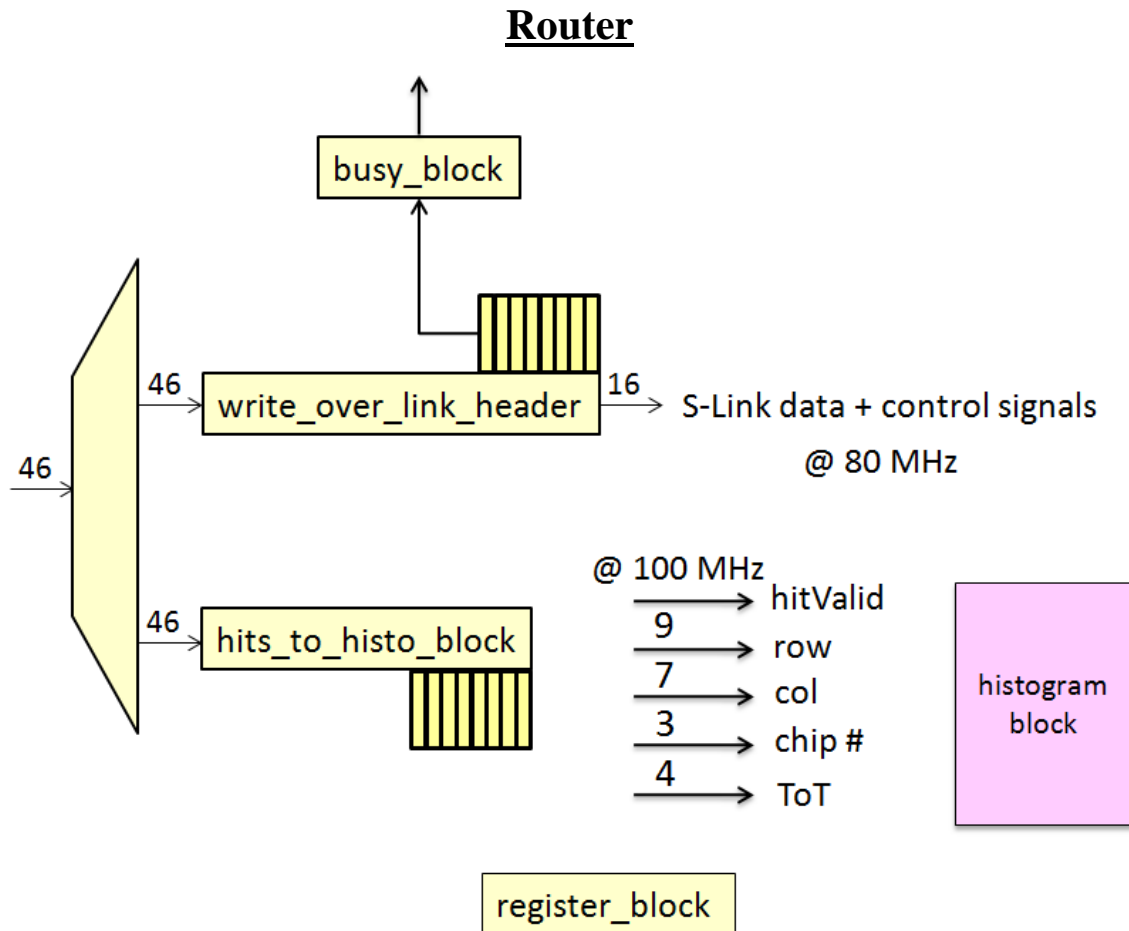 Router
busy_block
46
write_over_link_header
16
S-Link data + control signals
@ 80 MHz
46
@ 100 MHz
hitValid
46
hits_to_histo_block
9
row
7
col
3
chip #
4
ToT
histogram
block
register_block